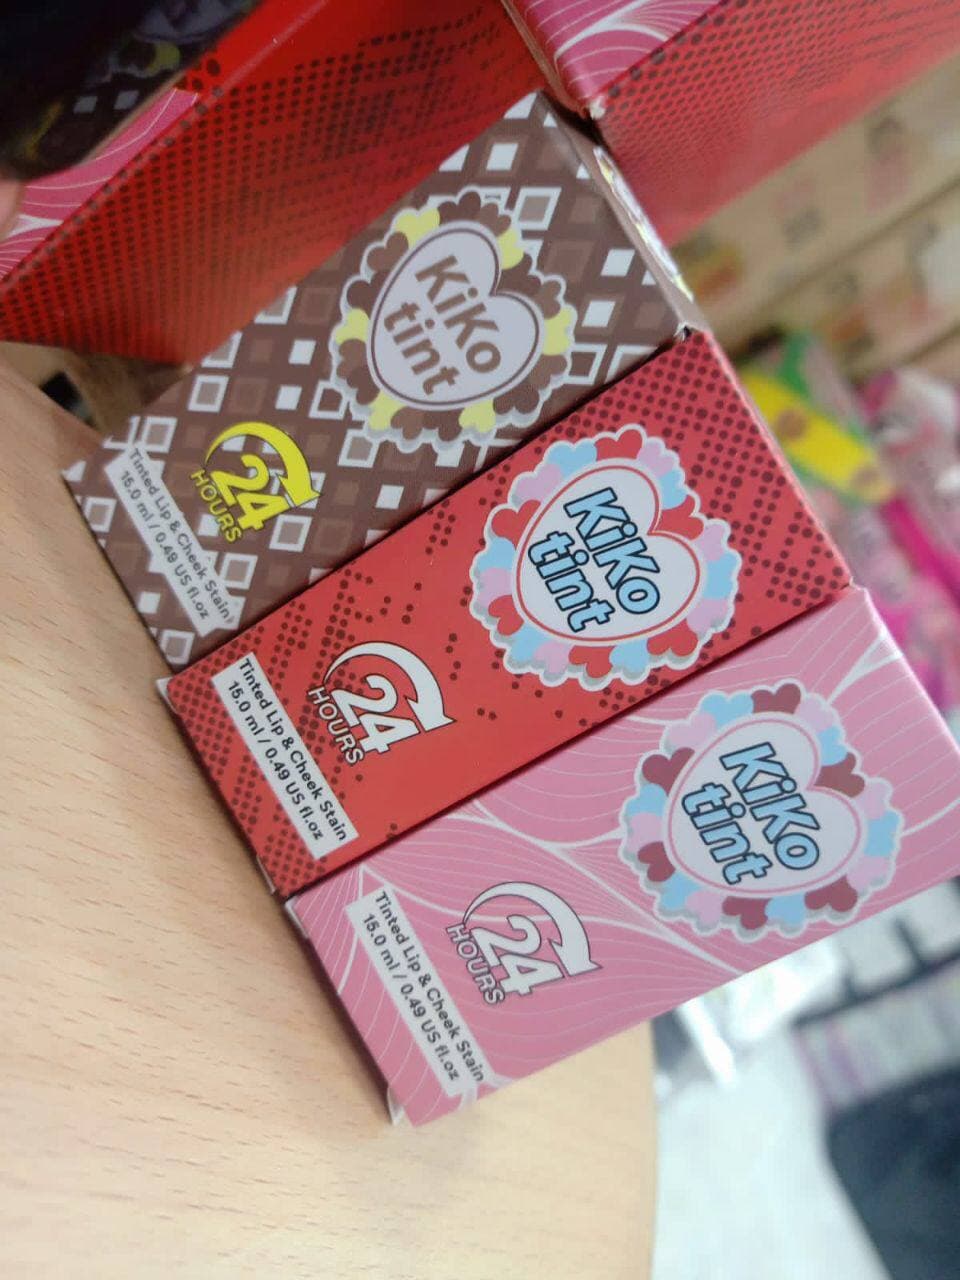 KiKo
tint
24
HOURS
Tinted Lip & Cheek Stain
15.0 ml / 0.49 US fl.oz
KiKo
tint
24
HOURS
Tinted Lip & Cheek Stain
15.0 ml / 0.49 US fl.oz
KiKo
tint
24
HOURS
Tinted Lip & Cheek Stain
15.0 ml / 0.49 US fl.oz